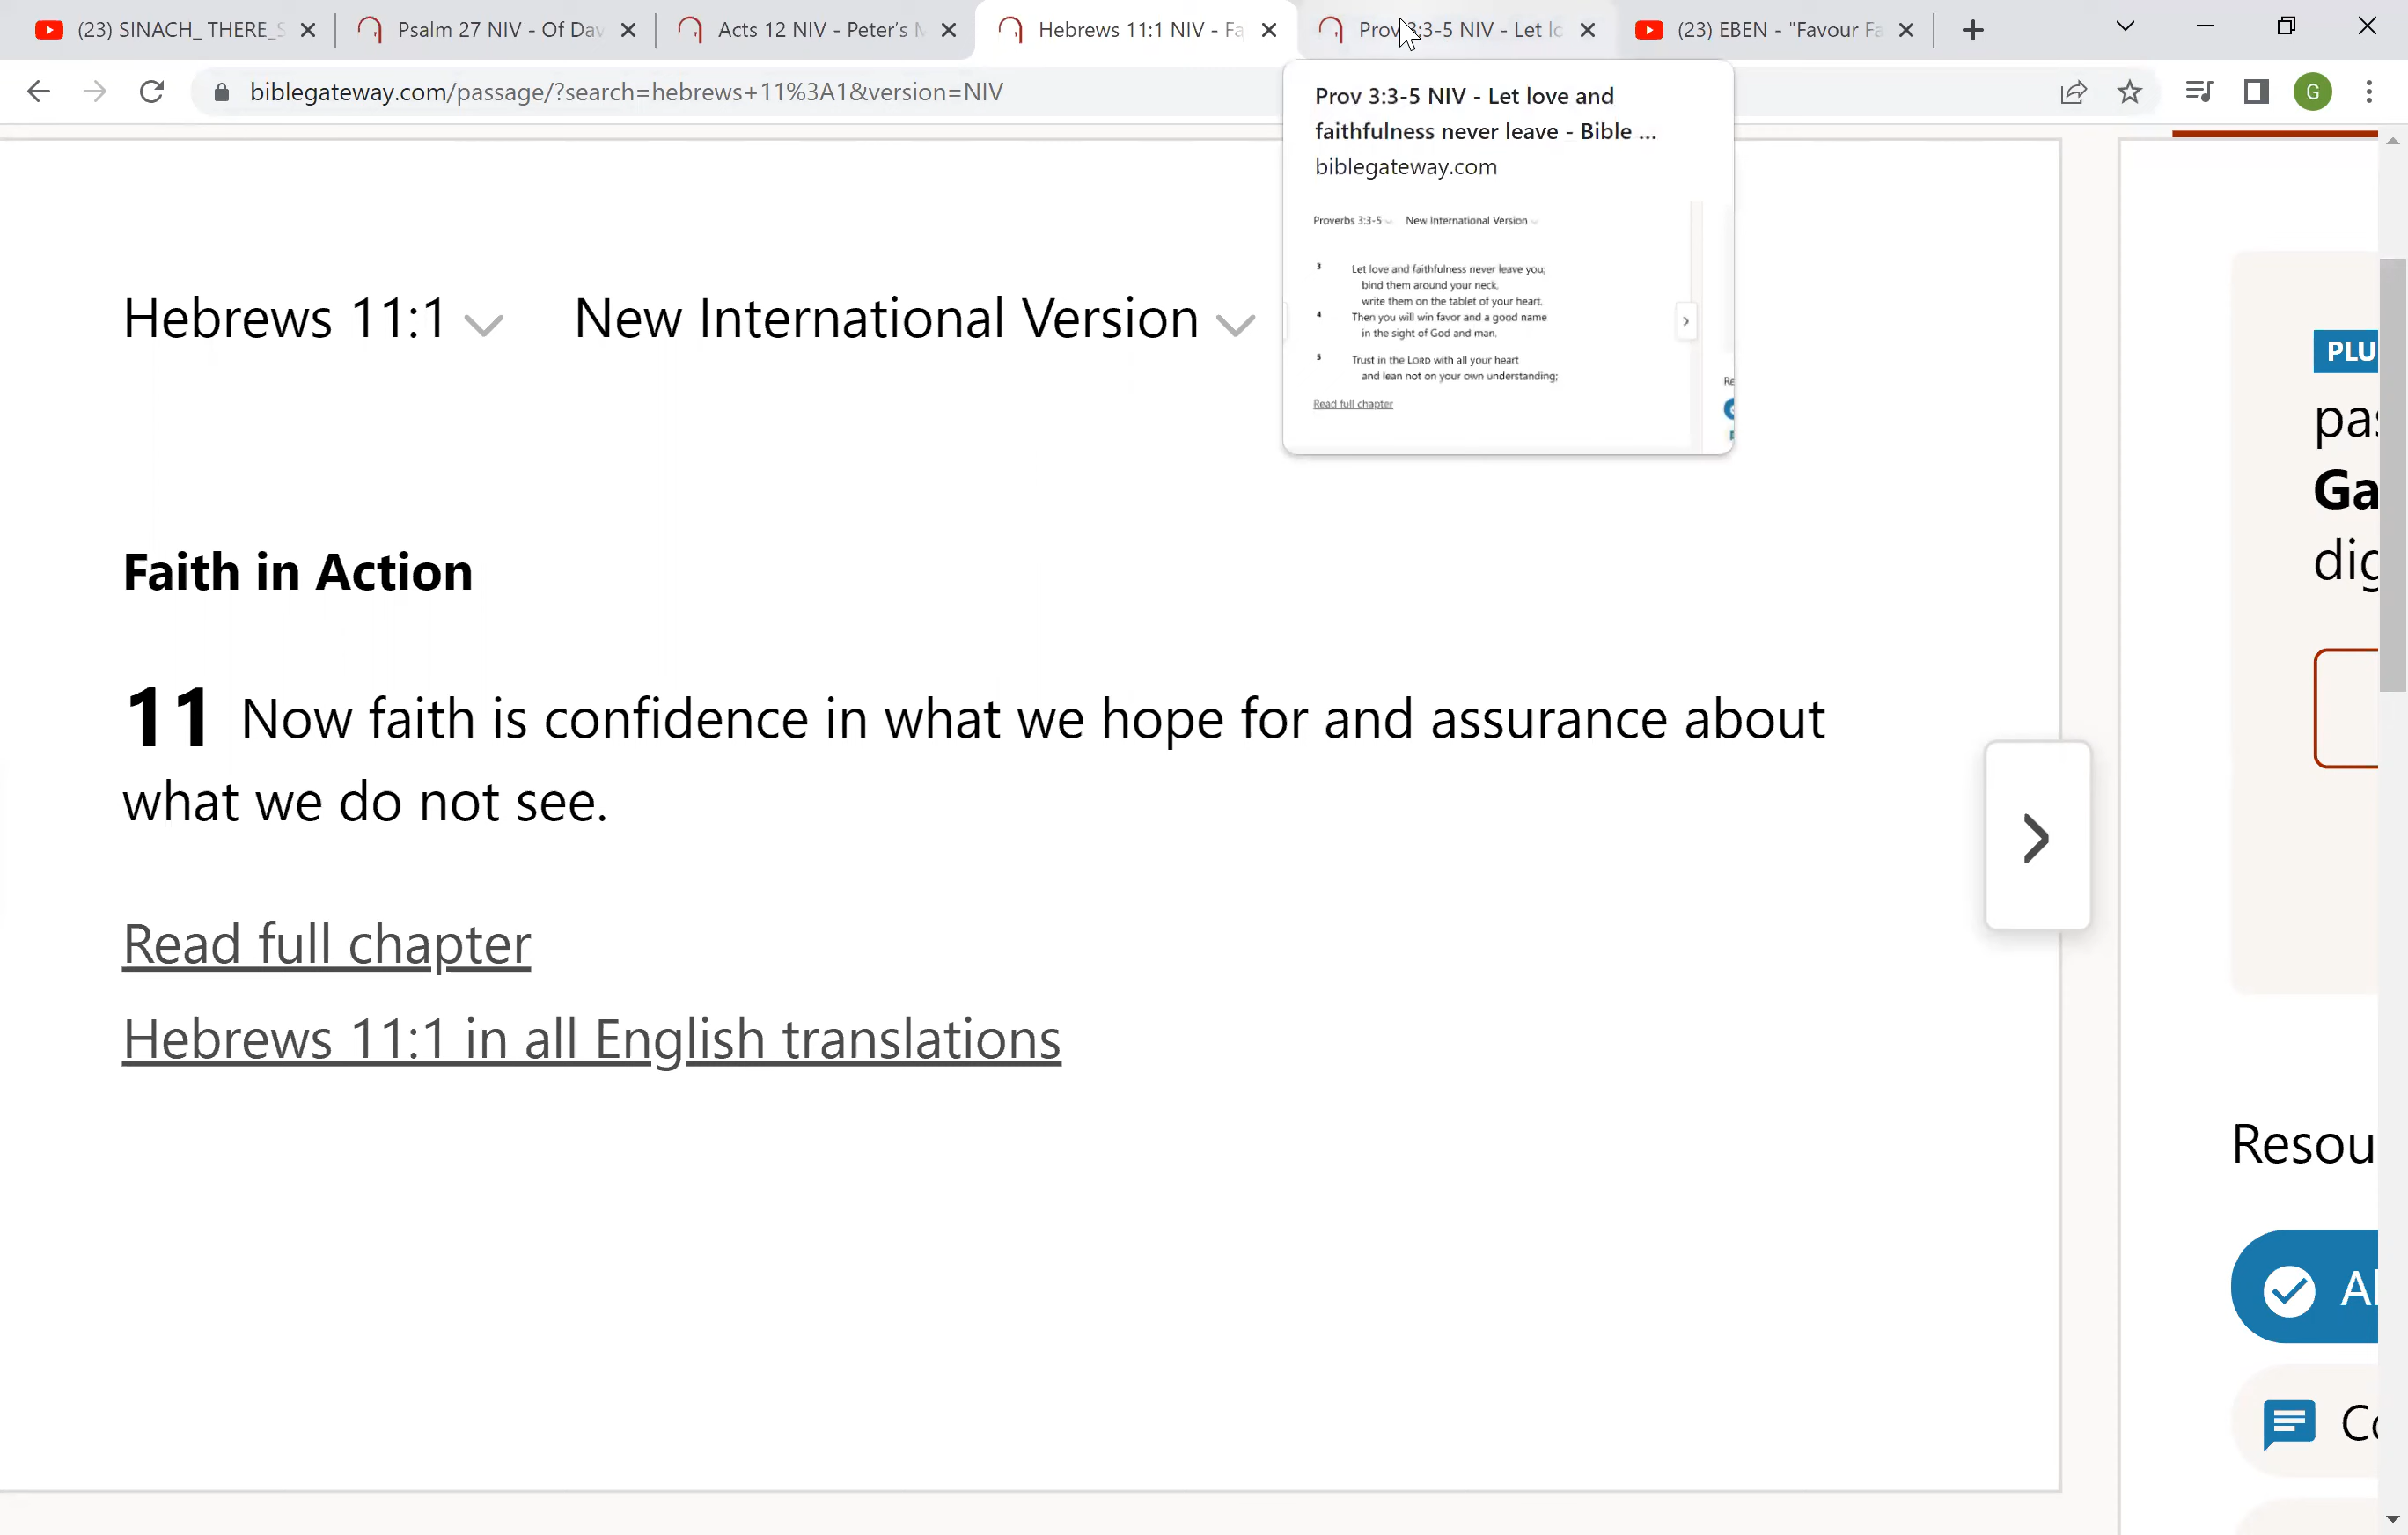 (23) SINACH_ THERE_S
Psalm 27 NIV - Of Dav
Acts 12 NIV - Peter's
Hebrews 11:1 NIV - Fa
Prov 3:3-5 NIV - Let lo
(23) EBEN - "Favour Fa
biblegateway.com/passage/?search=hebrews+11%3A1&version=NIV
G
Prov 3:3-5 NIV - Let love and
faithfulness never leave - Bible ...
biblegateway.com
Proverbs 3:3-5 New International Version
3 Let love and faithfulness never leave you;
bind them around your neck,
write them on the tablet of your heart.
4 Then you will win favor and a good name
in the sight of God and man.
5 Trust in the LORD with all your heart
and lean not on your own understanding;
Read full chapter
Re
Hebrews 11:1 New International Version
Faith in Action
11 Now faith is confidence in what we hope for and assurance about
what we do not see.
Read full chapter
Hebrews 11:1 in all English translations
PLU
pas
Ga
dig
Resou
Al
Co